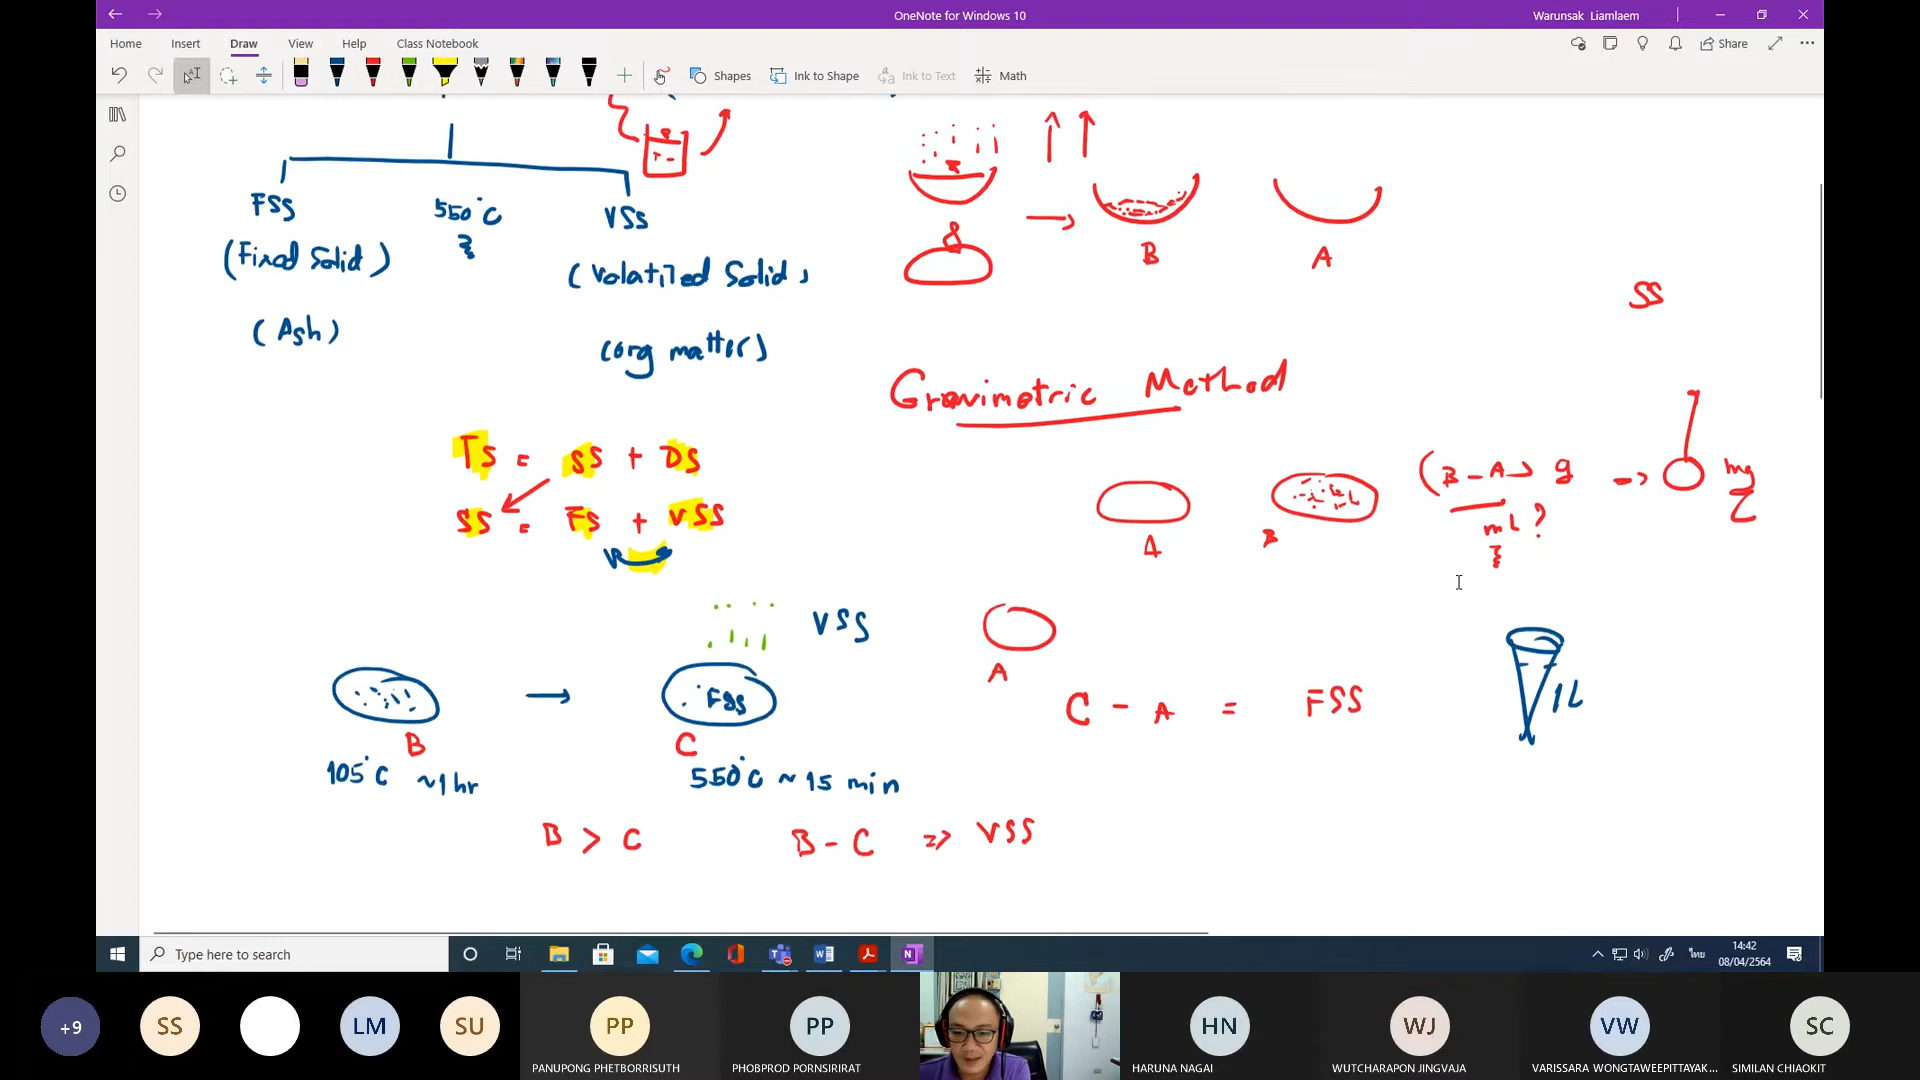 OneNote for Windows 10
Warunsak Liamlaem
Home Insert Draw View Help Class Notebook
Share
Shapes Ink to Shape Ink to Text Math
FSS 550°C VSS
(Fixed Solid)
(Volatiled Solid)
(Ash)
(org matter)
B A
SS
Gravimetric Method
TS = SS + DS
SS = FS + VSS
(B - A) g
mL ?
mg
L
A B
VSS
A
FSS
C - A = FSS
1L
B
C
105°C ~1 hr
550°C ~ 15 min
B > C B - C => VSS
Type here to search
ไทย
14:42
08/04/2564
+9 SS LM SU PP PP HN WJ VW SC
PANUPONG PHETBORRISUTH PHOBPROD PORNSIRIRAT HARUNA NAGAI WUTCHARAPON JINGVAJA VARISSARA WONGTAWEEPITTAYAK... SIMILAN CHIAOKIT